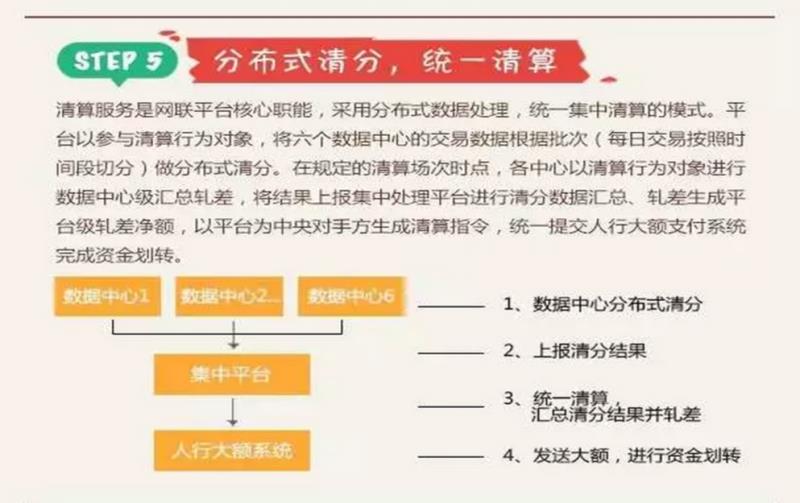 STEP 5
分布式清分，统一清算
清算服务是网联平台核心职能，采用分布式数据处理，统一集中清算的模式。平
台以参与清算行为对象，将六个数据中心的交易数据根据批次（每日交易按照时
间段切分）做分布式清分。在规定的清算场次时点，各中心以清算行为对象进行
数据中心级汇总轧差，将结果上报集中处理平台进行清分数据汇总、轧差生成平
台级轧差净额，以平台为中央对手方生成清算指令，统一提交人行大额支付系统
完成资金划转。
数据中心1
数据中心2...
数据中心6
1、数据中心分布式清分
2、上报清分结果
集中平台
3、统一清算，
汇总清分结果并轧差
人行大额系统
4、发送大额，进行资金划转